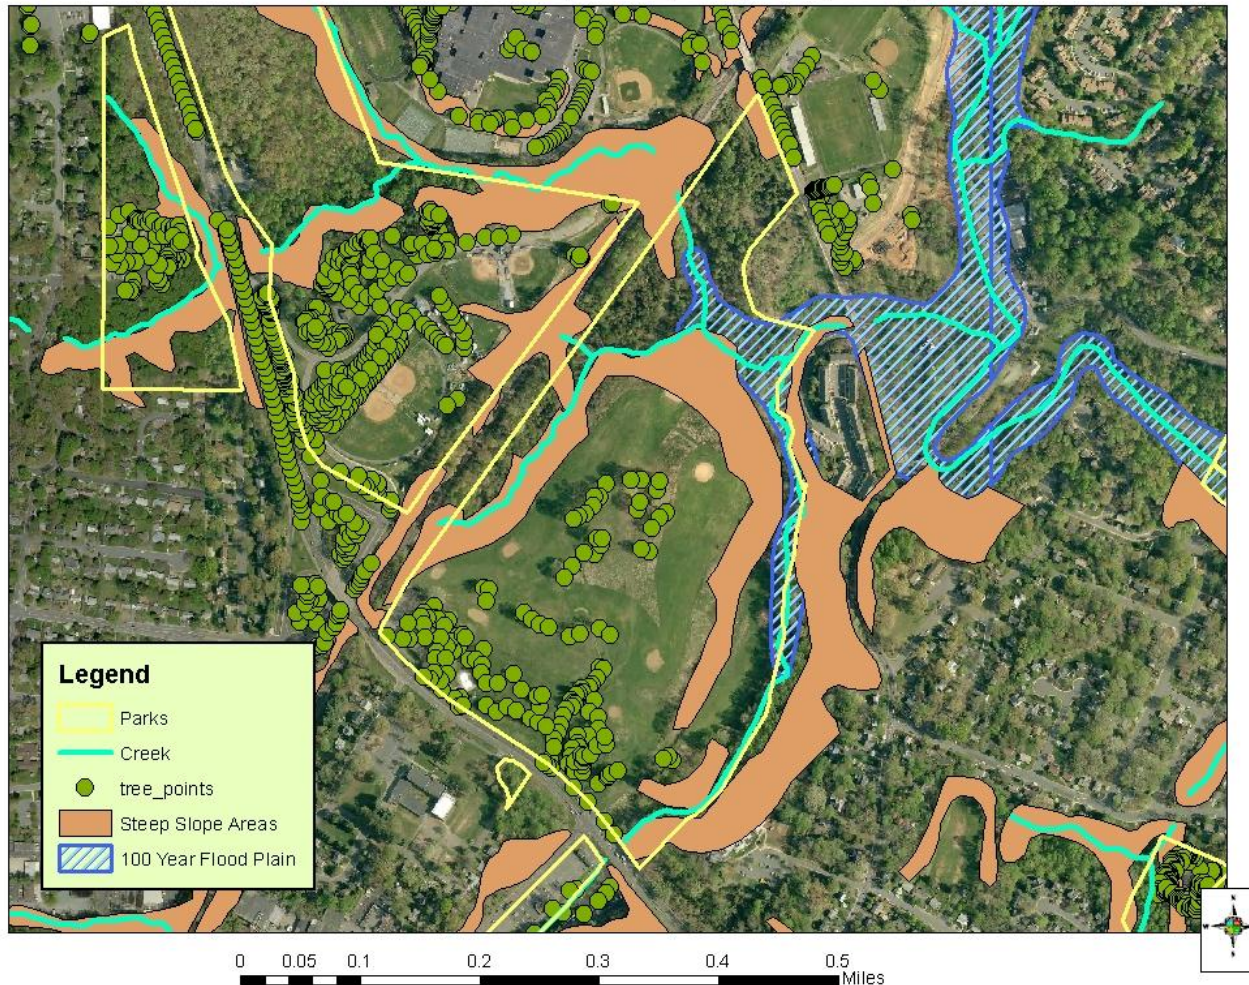 Legend
Parks
Creek
tree_points
Steep Slope Areas
100 Year Flood Plain
N
W
E
S
0 0.05 0.1 0.2 0.3 0.4 0.5
Miles